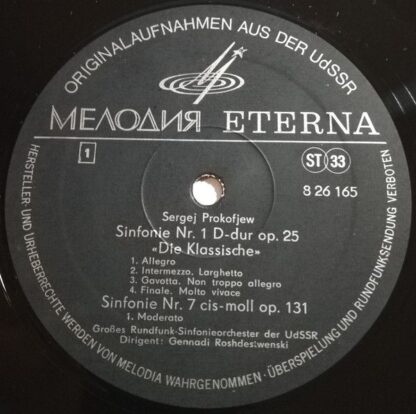 ORIGINALAUFNAHMEN AUS DER UdSSR
МЕЛОДИЯ ETERNA
1
ST 33
8 26 165
Sergej Prokofjew
Sinfonie Nr. 1 D-dur op. 25
«Die Klassische»
1. Allegro
2. Intermezzo. Larghetto
3. Gavotta. Non troppo allegro
4. Finale. Molto vivace
Sinfonie Nr. 7 cis-moll op. 131
1. Moderato
Großes Rundfunk-Sinfonieorchester der UdSSR
Dirigent: Gennadi Roshdestwenski
HERSTELLER- UND URHEBERRECHTE WERDEN VON MELODIA WAHRGENOMMEN · ÜBERSPIELUNG UND RUNDFUNKSENDUNG VERBOTEN